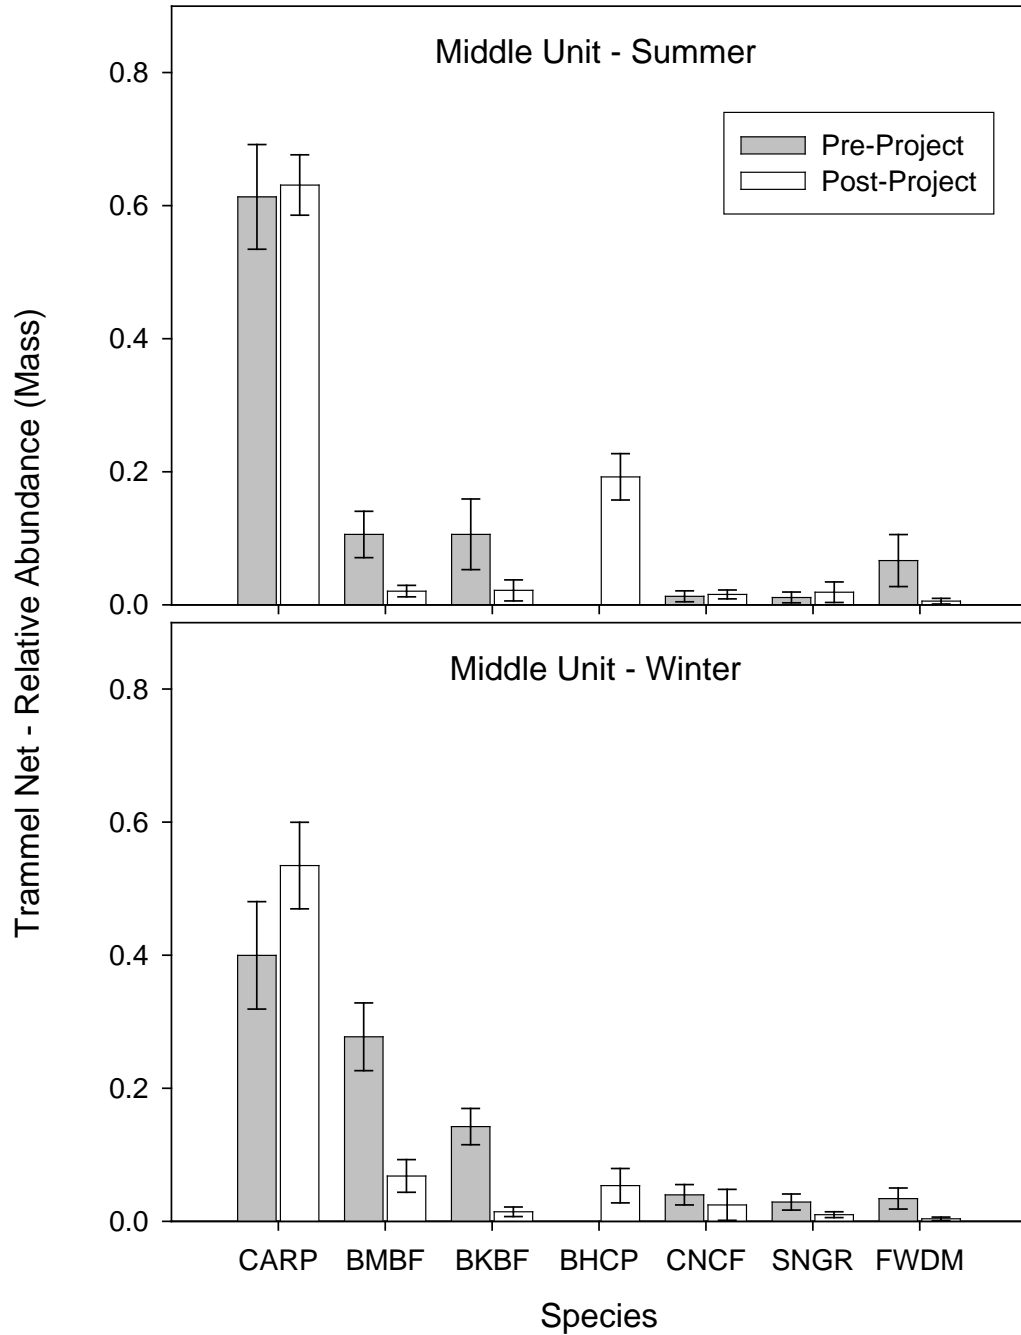 Middle Unit - Summer
Pre-Project
Post-Project
0.8
0.6
0.4
0.2
0.0
Trammel Net - Relative Abundance (Mass)
Middle Unit - Winter
0.8
0.6
0.4
0.2
0.0
CARP BMBF BKBF BHCP CNCF SNGR FWDM
Species